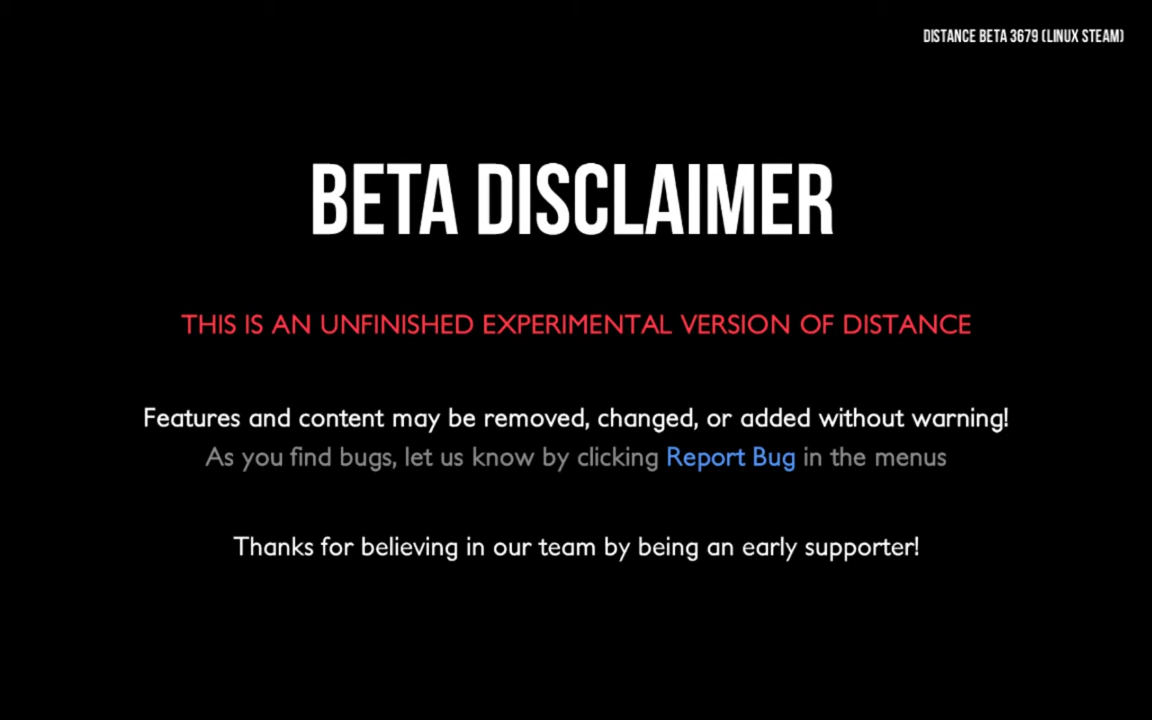 DISTANCE BETA 3679 (LINUX STEAM)
BETA DISCLAIMER
THIS IS AN UNFINISHED EXPERIMENTAL VERSION OF DISTANCE
Features and content may be removed, changed, or added without warning!
As you find bugs, let us know by clicking Report Bug in the menus
Thanks for believing in our team by being an early supporter!